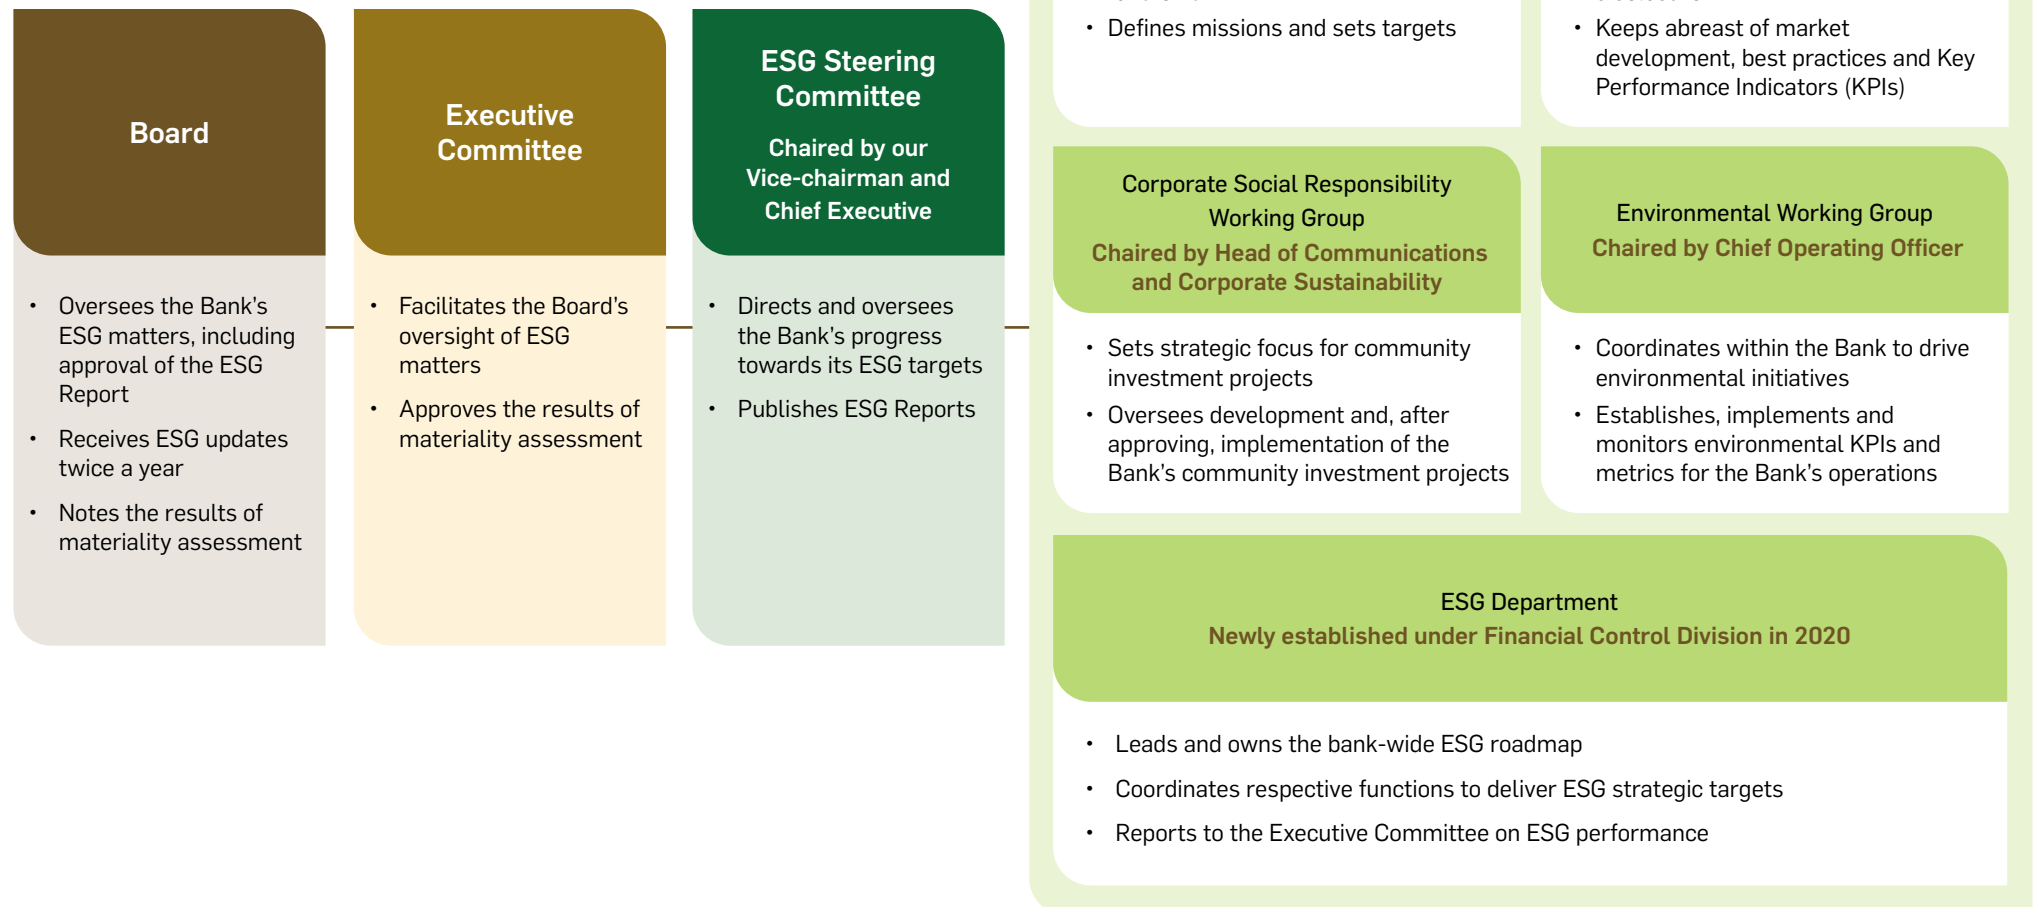 Board
• Oversees the Bank's
ESG matters, including
approval of the ESG
Report
• Receives ESG updates
twice a year
• Notes the results of
materiality assessment
Executive
Committee
• Facilitates the Board's
oversight of ESG
matters
• Approves the results of
materiality assessment
ESG Steering
Committee
Chaired by our
Vice-chairman and
Chief Executive
• Directs and oversees
the Bank's progress
towards its ESG targets
• Publishes ESG Reports
• Defines missions and sets targets
• Keeps abreast of market
development, best practices and Key
Performance Indicators (KPIs)
Corporate Social Responsibility
Working Group
Chaired by Head of Communications
and Corporate Sustainability
• Sets strategic focus for community
investment projects
• Oversees development and, after
approving, implementation of the
Bank's community investment projects
Environmental Working Group
Chaired by Chief Operating Officer
• Coordinates within the Bank to drive
environmental initiatives
• Establishes, implements and
monitors environmental KPIs and
metrics for the Bank's operations
ESG Department
Newly established under Financial Control Division in 2020
• Leads and owns the bank-wide ESG roadmap
• Coordinates respective functions to deliver ESG strategic targets
• Reports to the Executive Committee on ESG performance